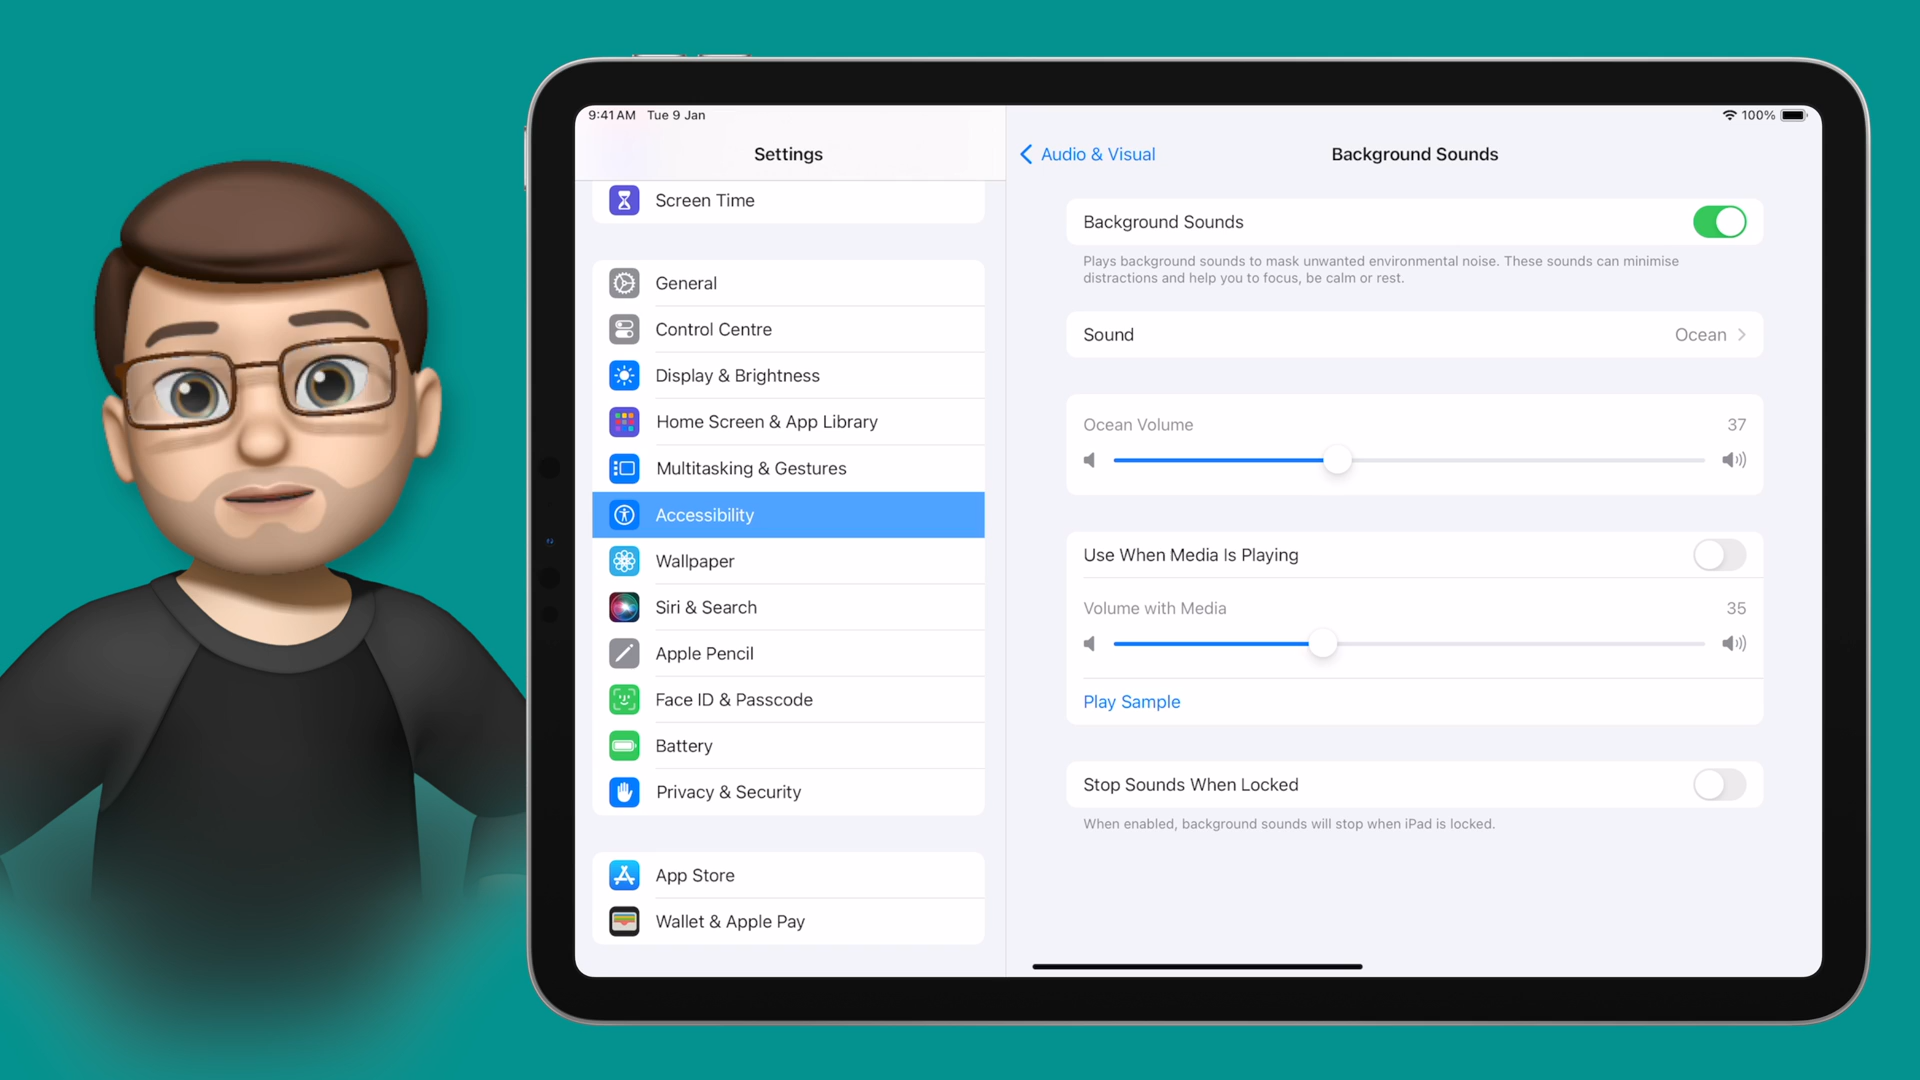 9:41 AM Tue 9 Jan
100%
Settings
Screen Time
General
Control Centre
Display & Brightness
Home Screen & App Library
Multitasking & Gestures
Accessibility
Wallpaper
Siri & Search
Apple Pencil
Face ID & Passcode
Battery
Privacy & Security
App Store
Wallet & Apple Pay
Audio & Visual
Background Sounds
Background Sounds
Plays background sounds to mask unwanted environmental noise. These sounds can minimise
distractions and help you to focus, be calm or rest.
Sound Ocean
Ocean Volume 37
Use When Media Is Playing
Volume with Media 35
Play Sample
Stop Sounds When Locked
When enabled, background sounds will stop when iPad is locked.